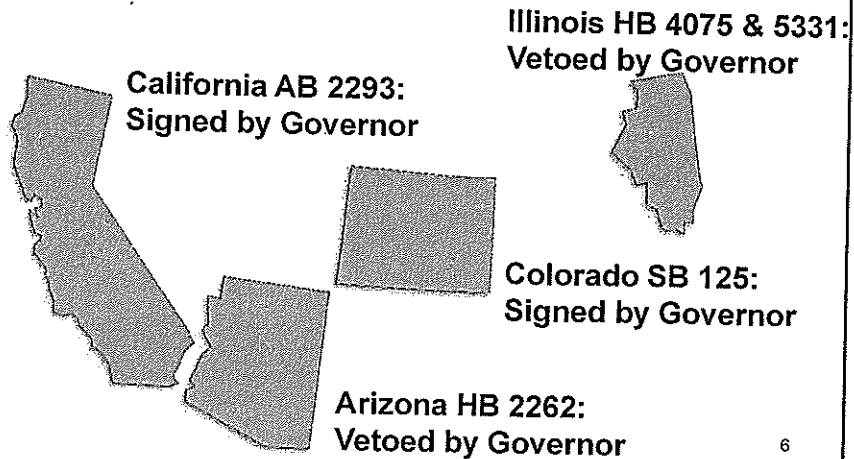 Illinois HB 4075 & 5331:
Vetoed by Governor
California AB 2293:
Signed by Governor
Colorado SB 125:
Signed by Governor
Arizona HB 2262:
Vetoed by Governor
6